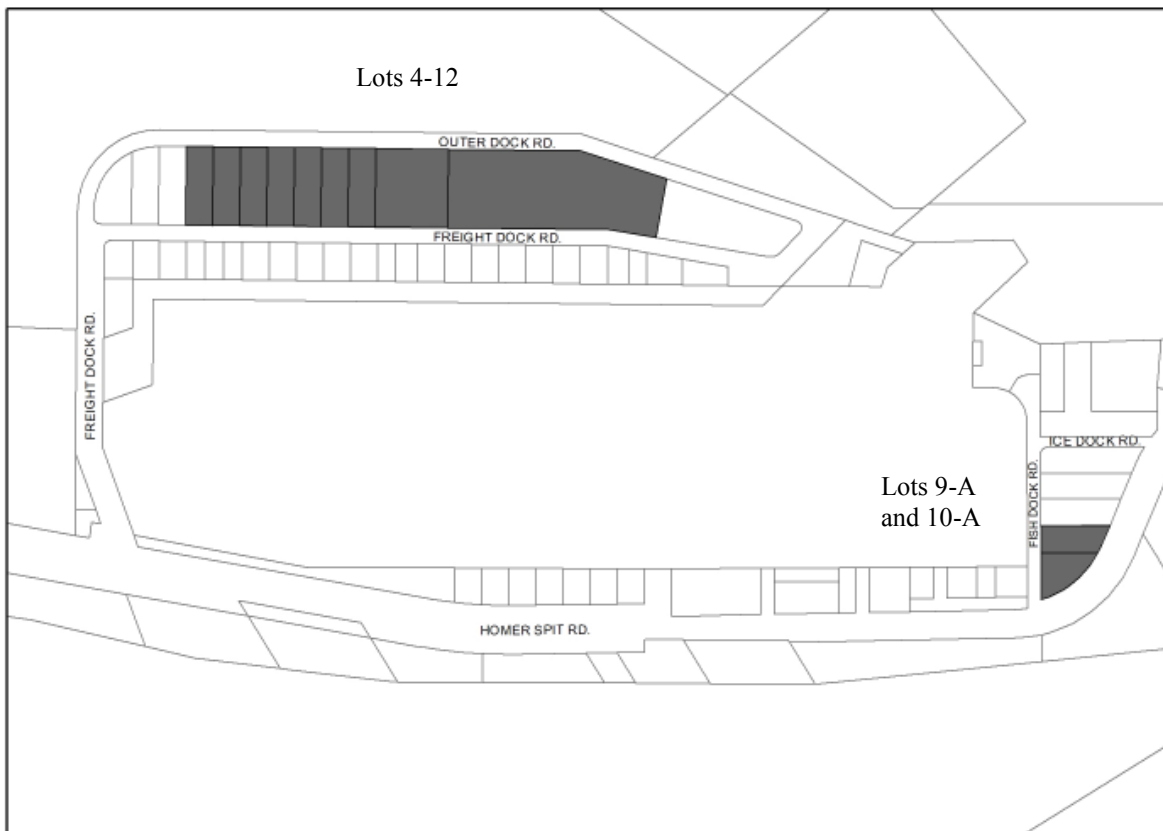 Lots 4-12
OUTER DOCK RD.
FREIGHT DOCK RD.
FREIGHT DOCK RD.
ICE DOCK RD.
Lots 9-A
and 10-A
FISH DOCK RD.
HOMER SPIT RD.